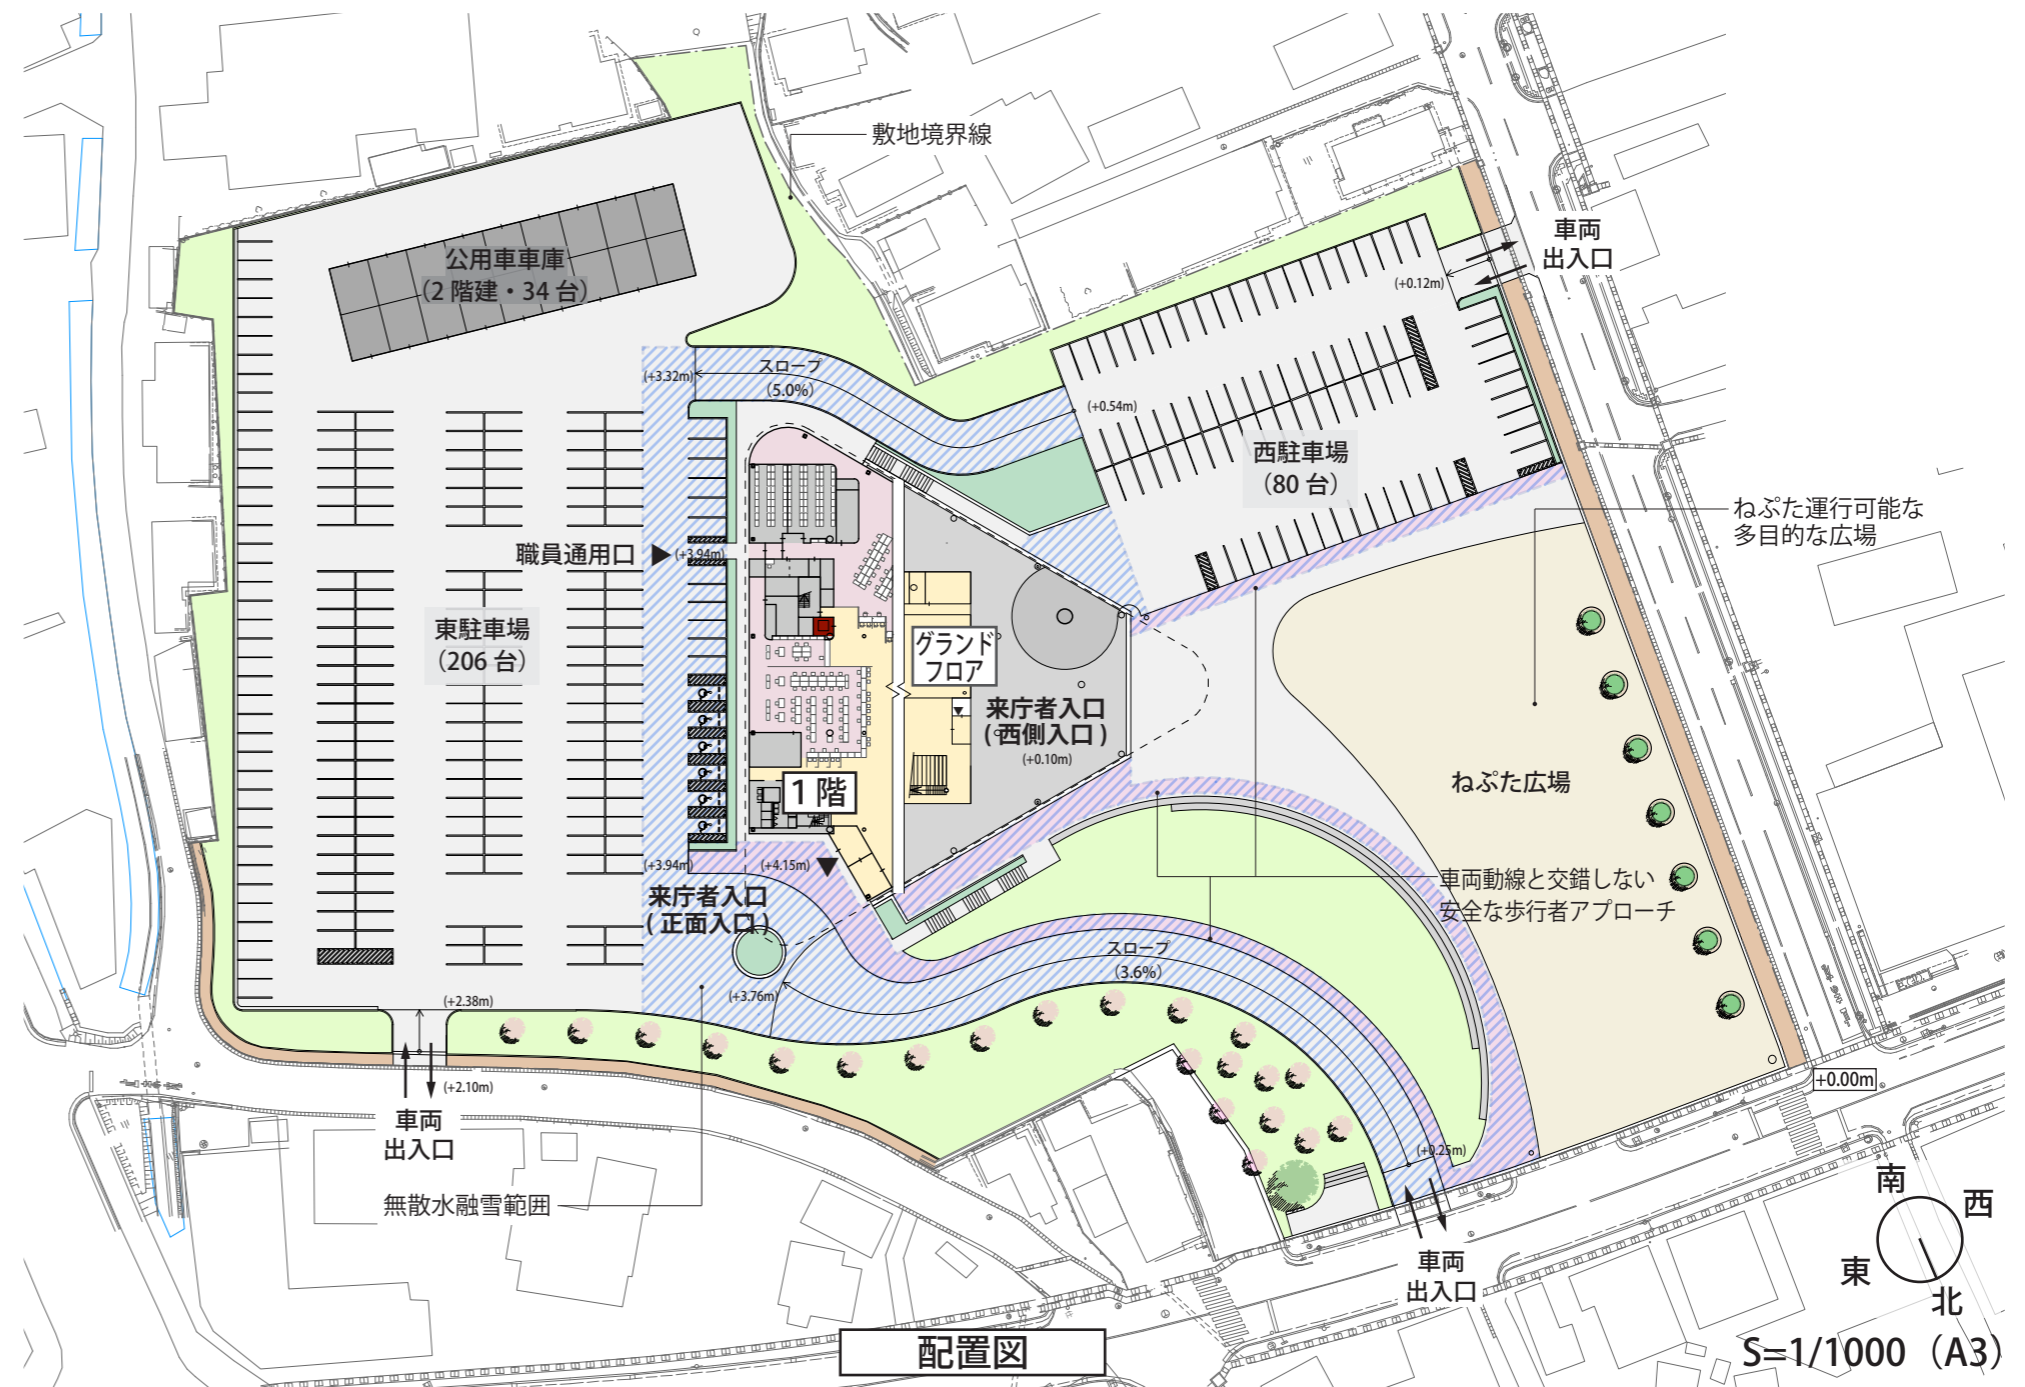 敷地境界線
車両
出入口
公用車車庫
（2 階建・34 台）
(+0.12m)
スロープ
（5.0%）
(+3.32m)
(+0.54m)
西駐車場
（80 台）
ねぷた運行可能な
多目的な広場
職員通用口
(+3.94m)
東駐車場
（206 台）
グランド
フロア
来庁者入口
( 西側入口 )
(+0.10m)
1 階
ねぷた広場
(+3.94m)
(+4.15m)
来庁者入口
( 正面入口 )
車両動線と交錯しない
安全な歩行者アプローチ
スロープ
（3.6%）
(+3.76m)
(+2.38m)
(+2.10m)
+0.00m
車両
出入口
(+0.25m)
無散水融雪範囲
車両
出入口
南
西
東
北
配置図
S=1/1000（A3）